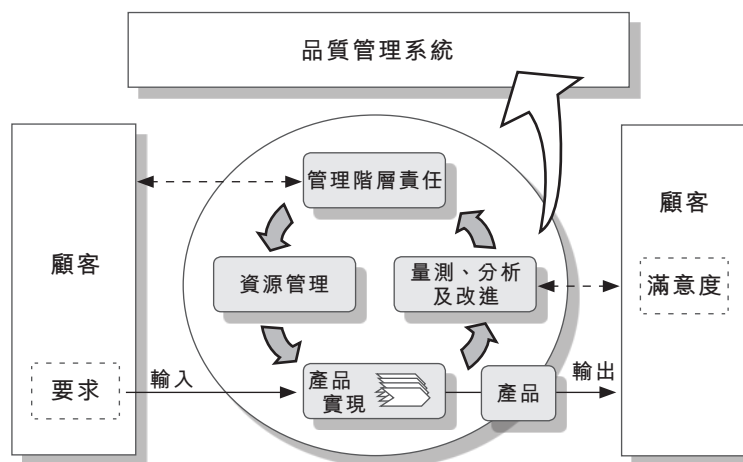 品質管理系統
管理階層責任
顧客
顧客
資源管理
量測、分析
及改進
滿意度
要求
輸入
產品
實現
產品
輸出